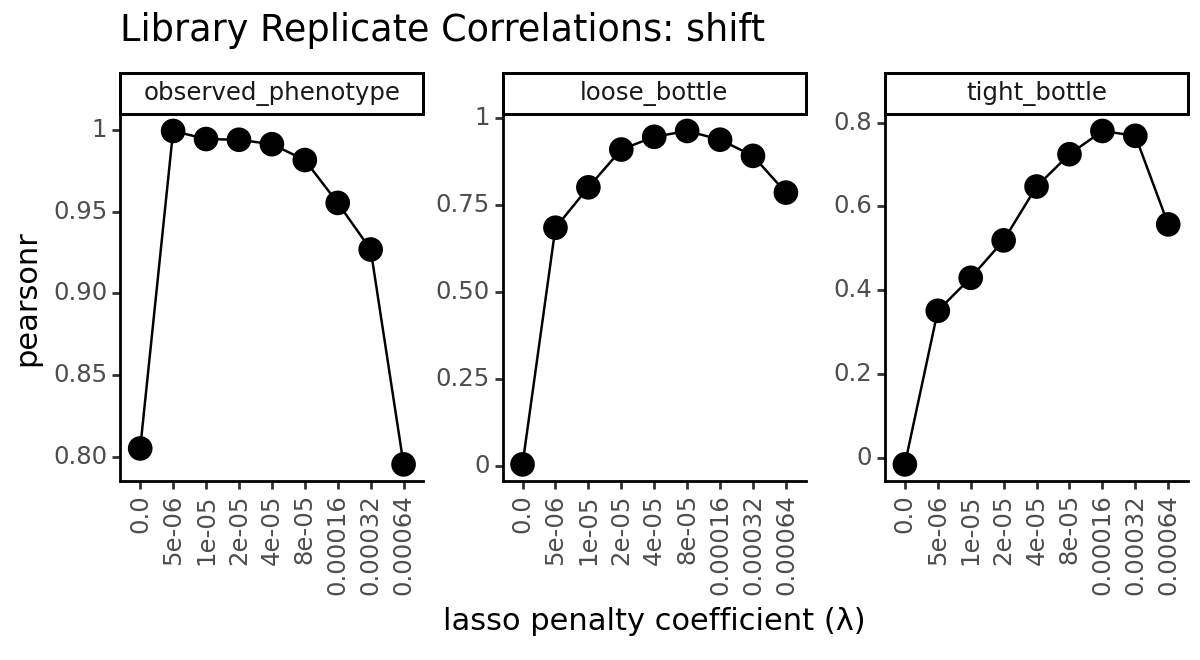 Library Replicate Correlations: shift
observed_phenotype
loose_bottle
tight_bottle
pearsonr
1
0.95
0.90
0.85
0.80
1
0.75
0.50
0.25
0
0.8
0.6
0.4
0.2
0
0.0
5e-06
1e-05
2e-05
4e-05
8e-05
0.00016
0.00032
0.00064
0.0
5e-06
1e-05
2e-05
4e-05
8e-05
0.00016
0.00032
0.00064
0.0
5e-06
1e-05
2e-05
4e-05
8e-05
0.00016
0.00032
0.00064
lasso penalty coefficient (λ)